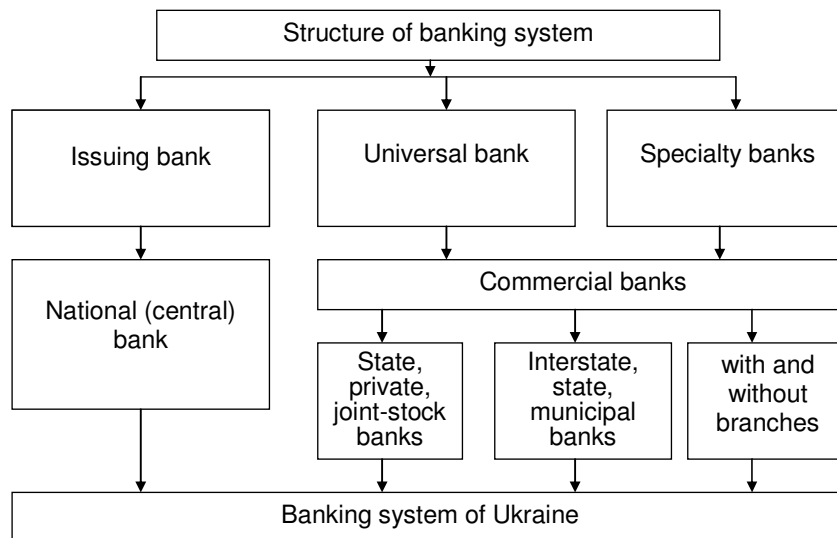 Structure of banking system
Issuing bank
Universal bank
Specialty banks
National (central)
bank
Commercial banks
State,
private,
joint-stock
banks
Interstate,
state,
municipal
banks
with and
without
branches
Banking system of Ukraine